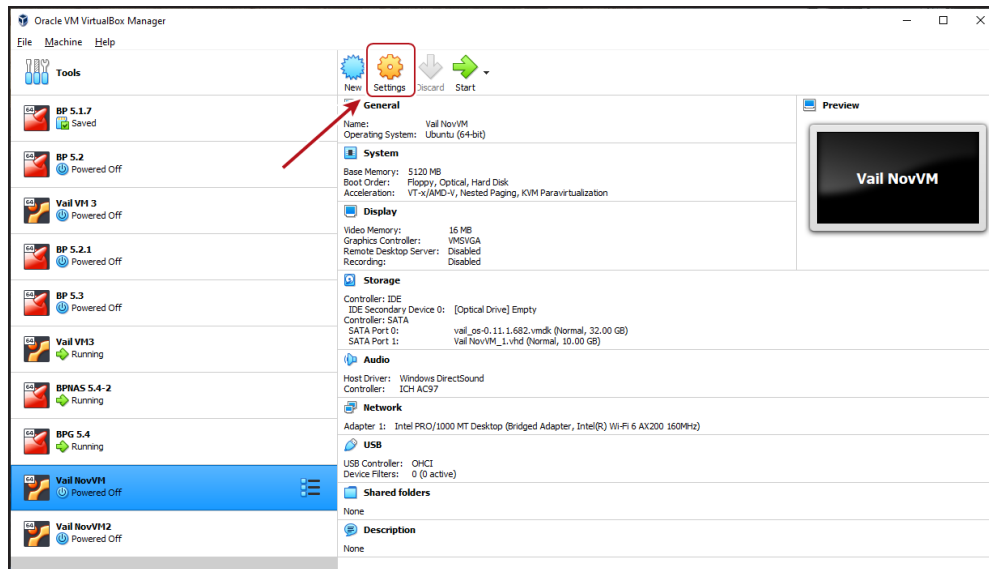 Oracle VM VirtualBox Manager
File Machine Help
Tools
New Settings Discard Start
BP 5.1.7
Saved
BP 5.2
Powered Off
Vail VM 3
Powered Off
BP 5.2.1
Powered Off
BP 5.3
Powered Off
Vail VM3
Running
BPNAS 5.4-2
Running
BPG 5.4
Running
Vail NovVM
Powered Off
Vail NovVM2
Powered Off
General
Name: Vail NovVM
Operating System: Ubuntu (64-bit)
System
Base Memory: 5120 MB
Boot Order: Floppy, Optical, Hard Disk
Acceleration: VT-x/AMD-V, Nested Paging, KVM Paravirtualization
Display
Video Memory: 16 MB
Graphics Controller: VMSVGA
Remote Desktop Server: Disabled
Recording: Disabled
Storage
Controller: IDE
IDE Secondary Device 0: [Optical Drive] Empty
Controller: SATA
SATA Port 0: vail_os-0.11.1.682.vmdk (Normal, 32.00 GB)
SATA Port 1: Vail NovVM_1.vhd (Normal, 10.00 GB)
Audio
Host Driver: Windows DirectSound
Controller: ICH AC97
Network
Adapter 1: Intel PRO/1000 MT Desktop (Bridged Adapter, Intel(R) Wi-Fi 6 AX200 160MHz)
USB
USB Controller: OHCI
Device Filters: 0 (0 active)
Shared folders
None
Description
None
Preview
Vail NovVM